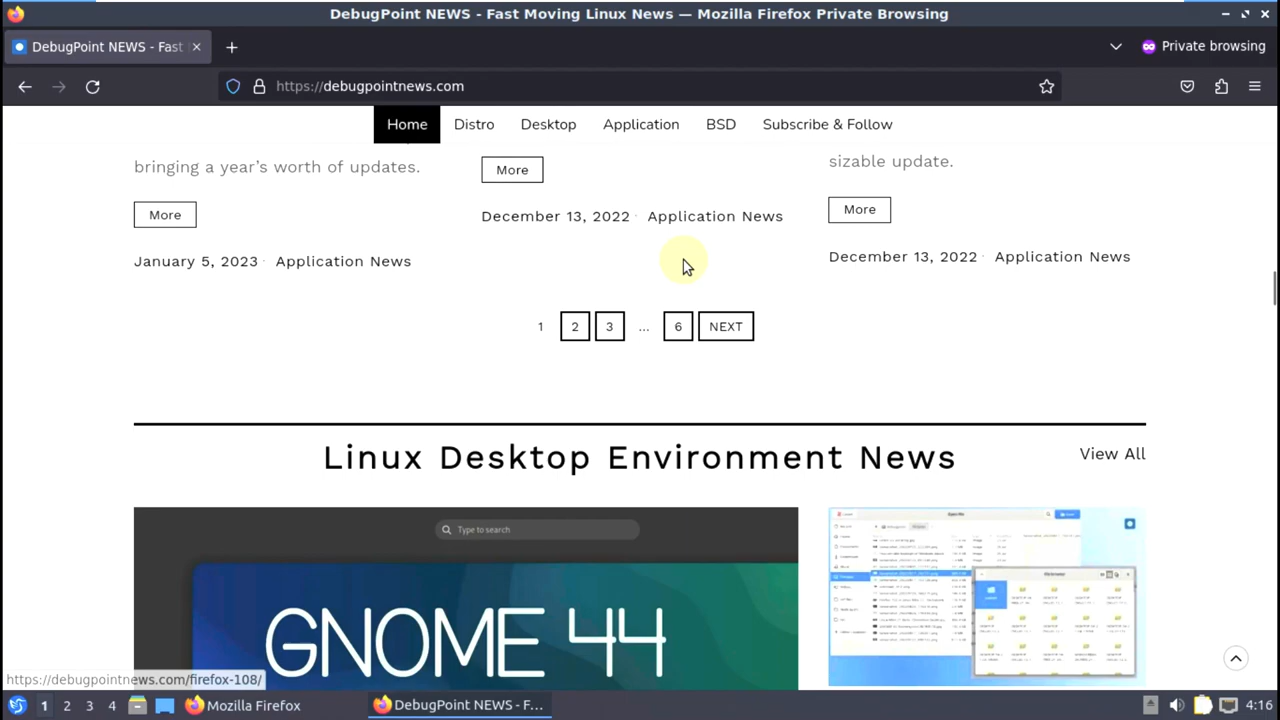 DebugPoint NEWS - Fast Moving Linux News — Mozilla Firefox Private Browsing
DebugPoint NEWS - Fast
Private browsing
https://debugpointnews.com
Home Distro Desktop Application BSD Subscribe & Follow
bringing a year's worth of updates.
More
January 5, 2023 · Application News
More
December 13, 2022 · Application News
sizable update.
More
December 13, 2022 · Application News
1 2 3 ... 6 NEXT
Linux Desktop Environment News
View All
Type to search
GNOME 44
https://debugpointnews.com/firefox-108/
1 2 3 4 Mozilla Firefox DebugPoint NEWS - F... 4:16